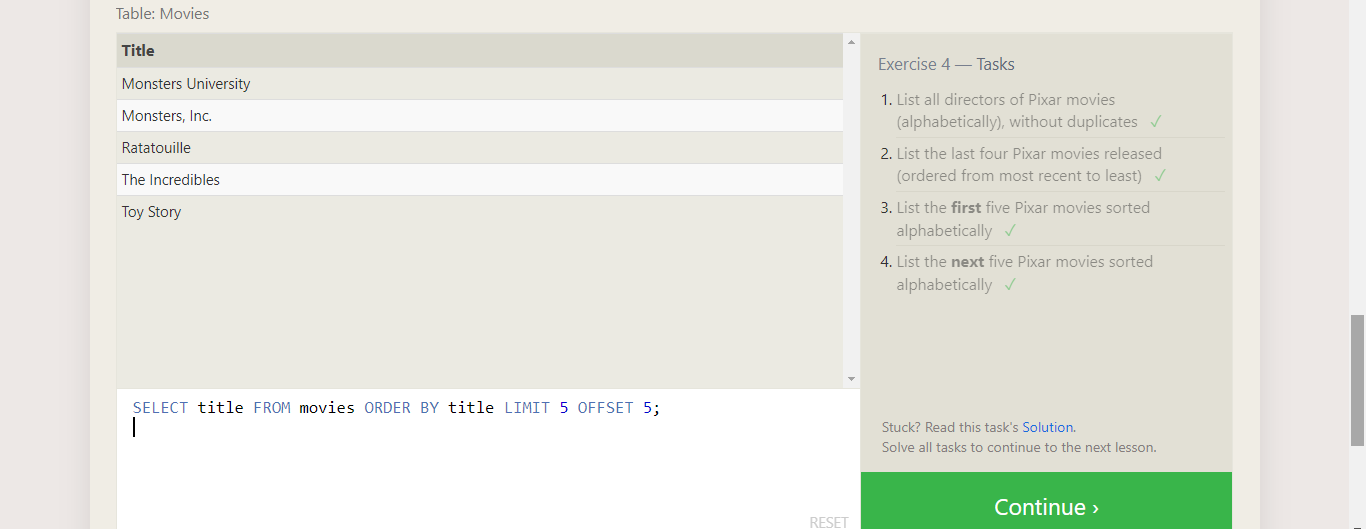 Table: Movies
Title
Monsters University
Monsters, Inc.
Ratatouille
The Incredibles
Toy Story
SELECT title FROM movies ORDER BY title LIMIT 5 OFFSET 5;
RESET
Exercise 4 — Tasks
1. List all directors of Pixar movies
(alphabetically), without duplicates ✓
2. List the last four Pixar movies released
(ordered from most recent to least) ✓
3. List the first five Pixar movies sorted
alphabetically ✓
4. List the next five Pixar movies sorted
alphabetically ✓
Stuck? Read this task's Solution.
Solve all tasks to continue to the next lesson.
Continue ›